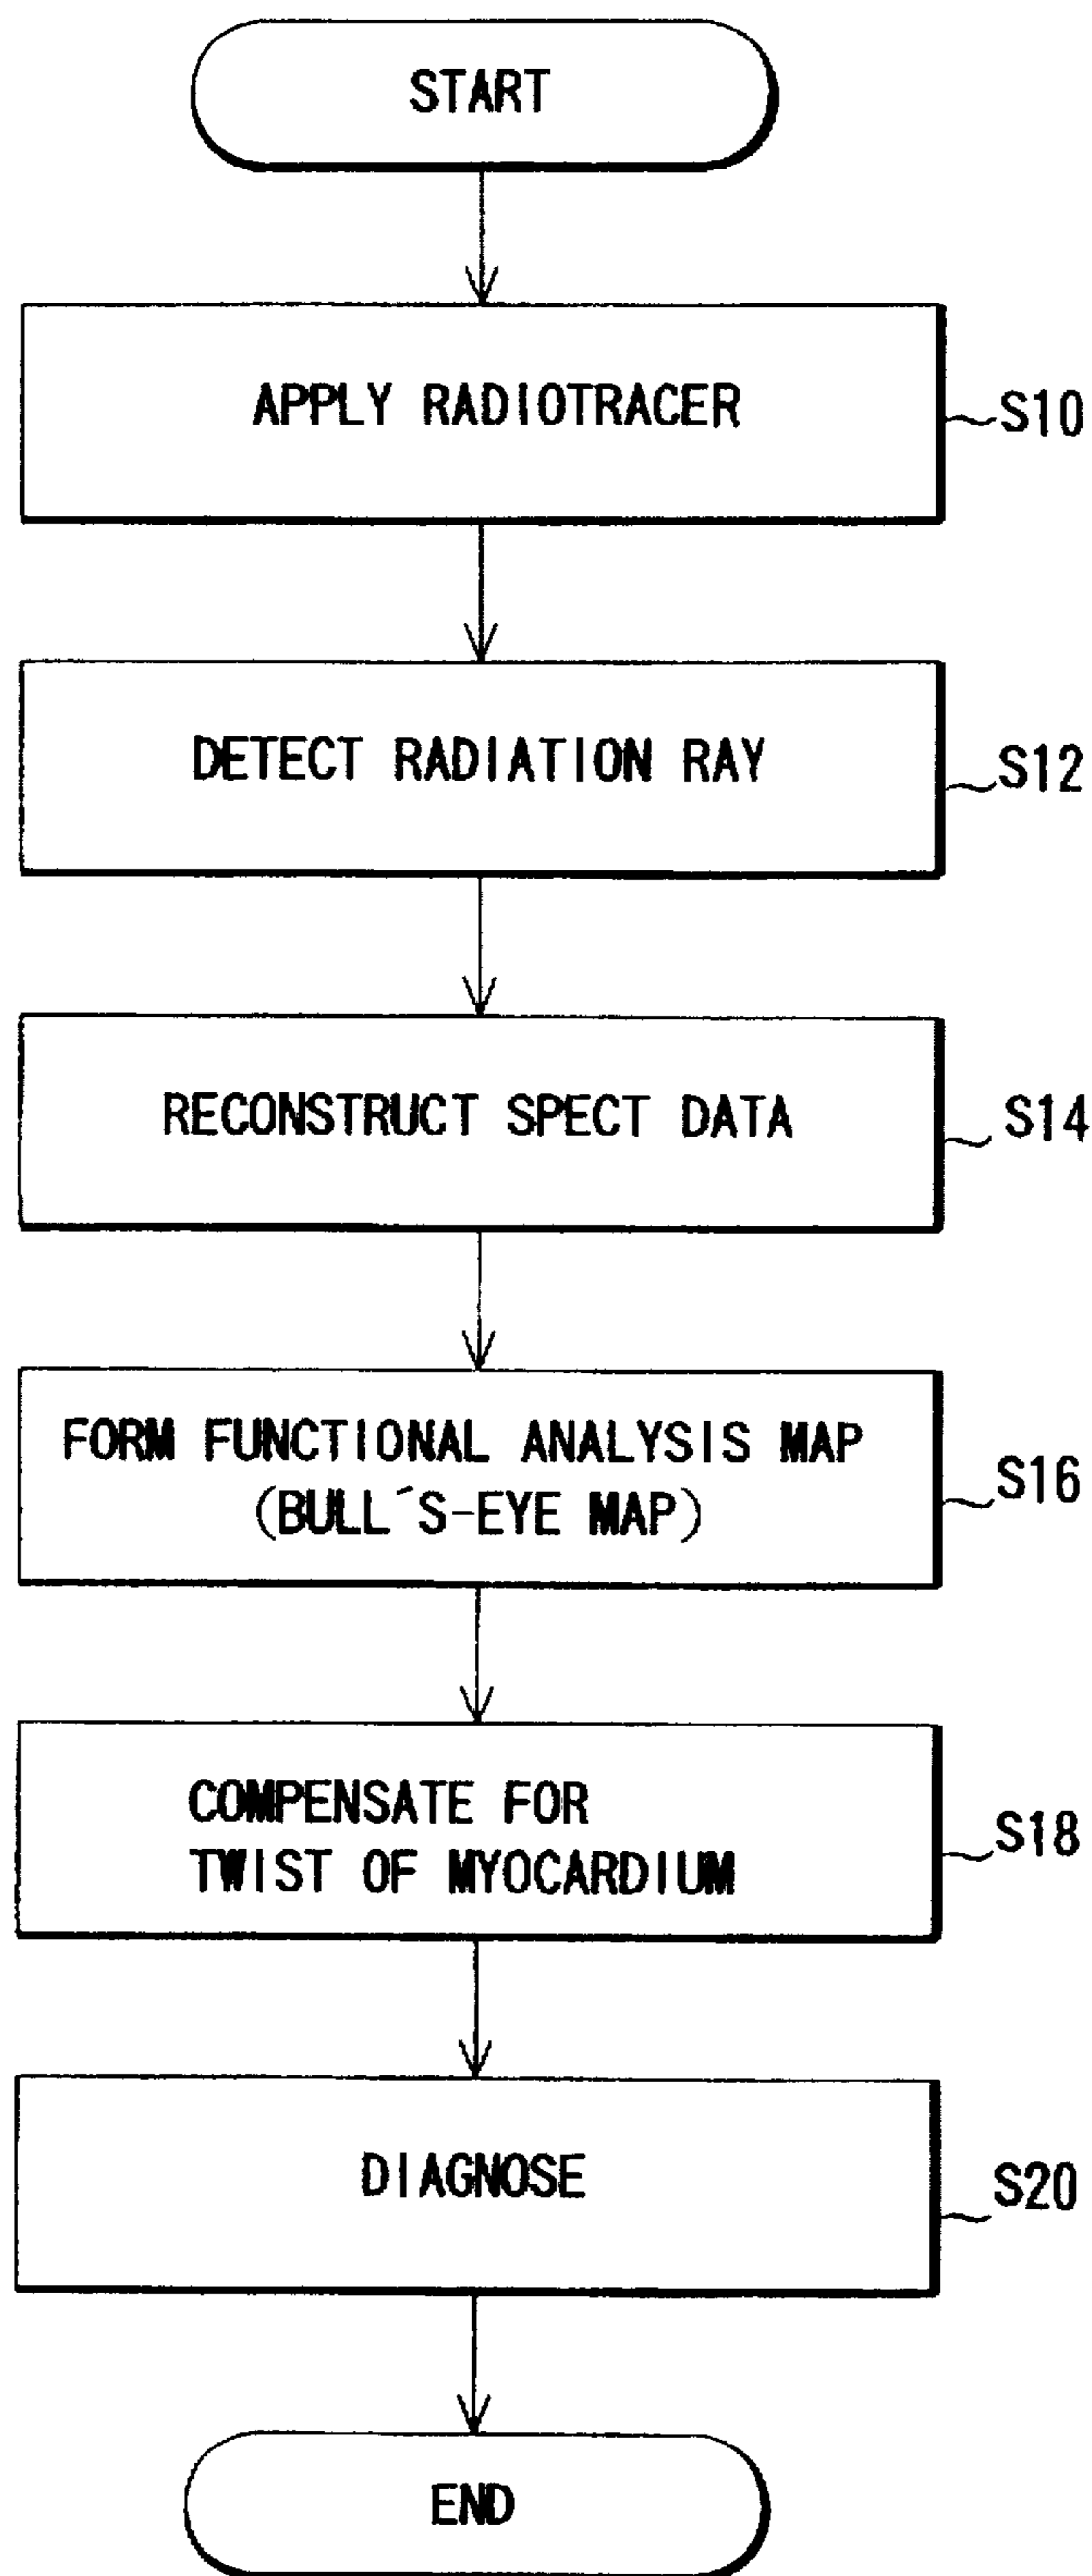 START
APPLY RADIOTRACER
S10
DETECT RADIATION RAY
S12
RECONSTRUCT SPECT DATA
S14
FORM FUNCTIONAL ANALYSIS MAP
(BULL´S-EYE MAP)
S16
COMPENSATE FOR
TWIST OF MYOCARDIUM
S18
DIAGNOSE
S20
END